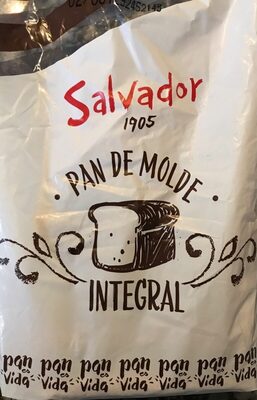 Salvador
1905
· PAN DE MOLDE ·
INTEGRAL
pan pan pan pan pan pan pan
es es es es es es es
vida vida vida vida vida vida vida